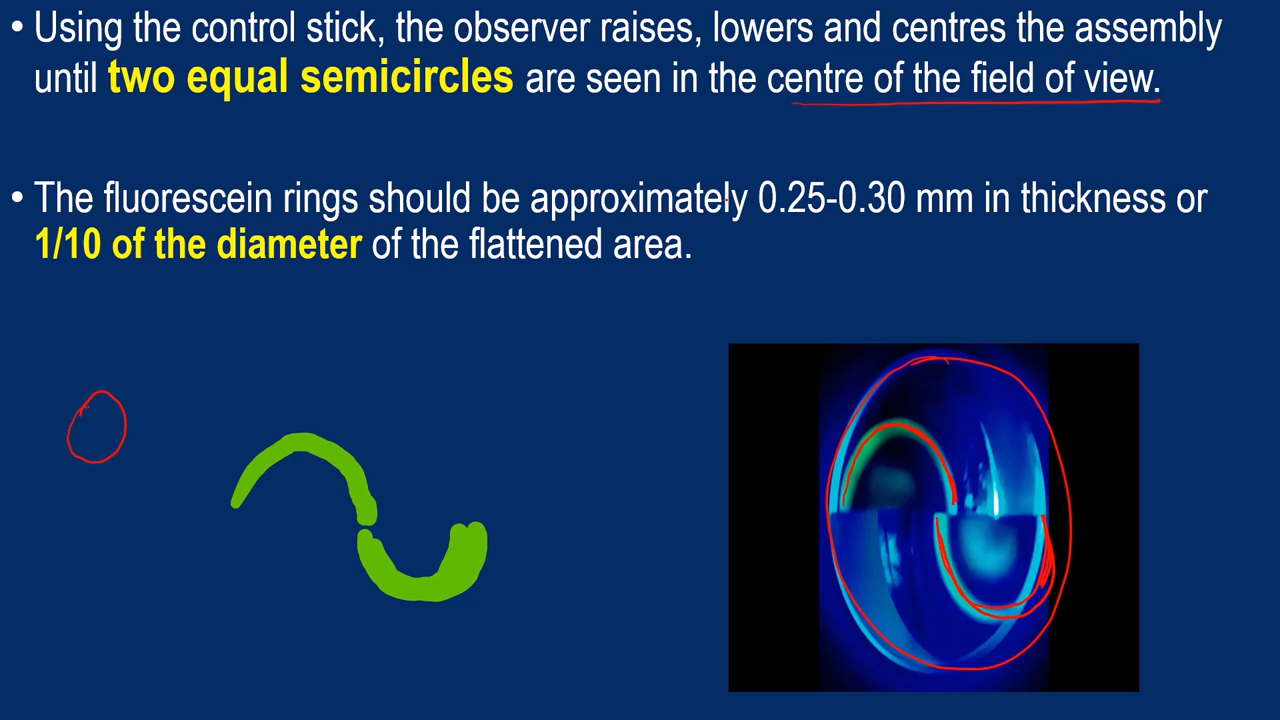 • Using the control stick, the observer raises, lowers and centres the assembly
until two equal semicircles are seen in the centre of the field of view.
• The fluorescein rings should be approximately 0.25-0.30 mm in thickness or
1/10 of the diameter of the flattened area.